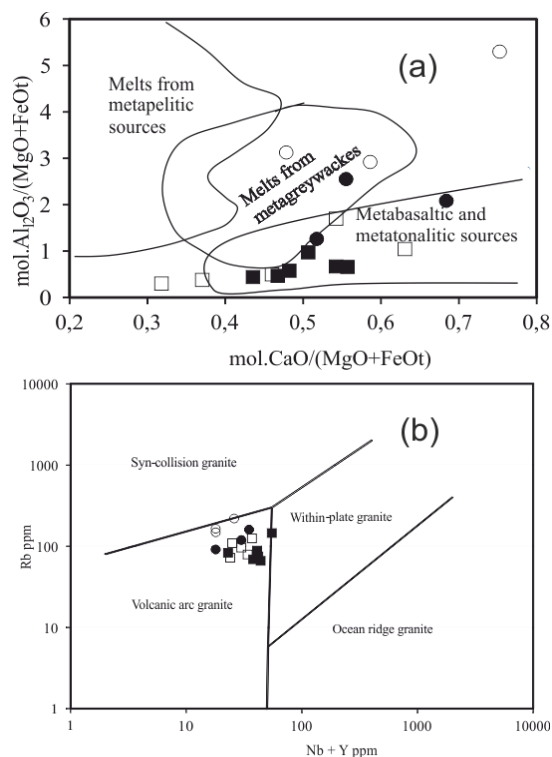 (a)
6
5
4
3
2
1
0
mol.Al2O3/(MgO+FeOt)
Melts from
metapelitic
sources
Melts from
metagreywackes
Metabasaltic and
metatonalitic sources
0,2 0,3 0,4 0,5 0,6 0,7 0,8
mol.CaO/(MgO+FeOt)
(b)
10000
1000
100
10
1
Rb ppm
Syn-collision granite
Within-plate granite
Volcanic arc granite
Ocean ridge granite
1 10 100 1000 10000
Nb + Y ppm